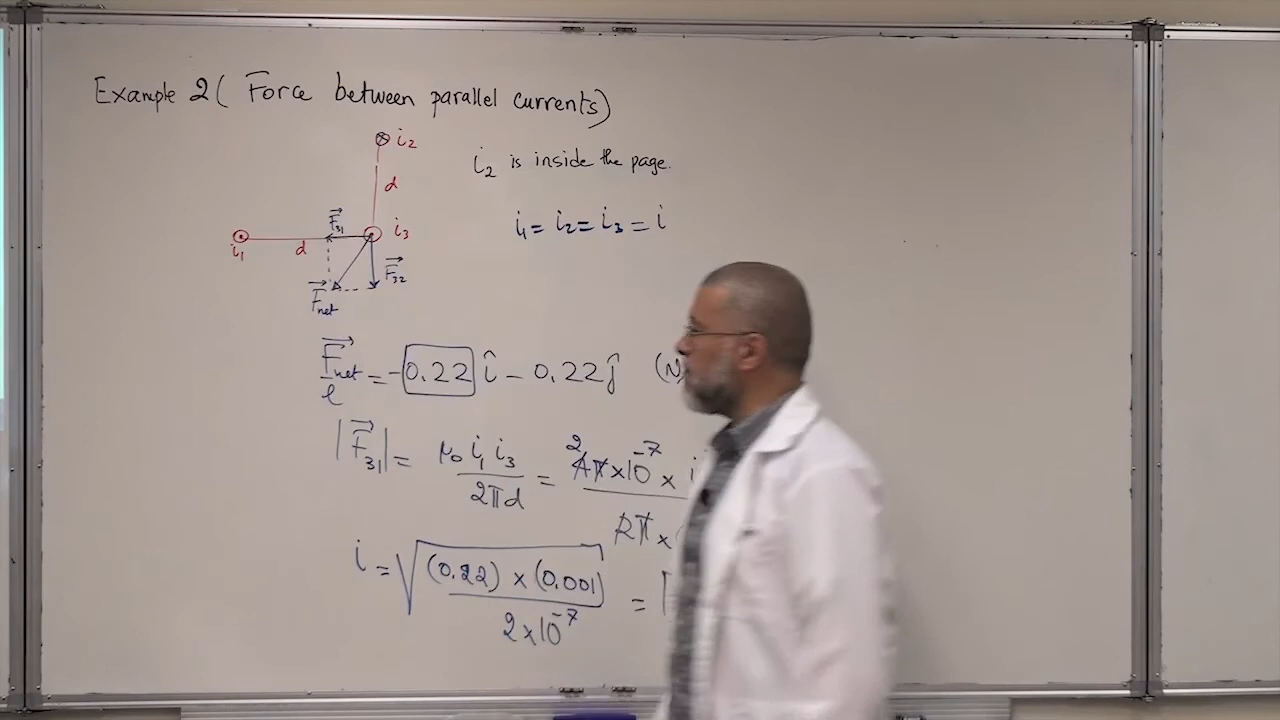 Example 2 ( Force between parallel currents)
i₂
i₂ is inside the page.
d
F⃗₃₁
i₃
i₁ = i₂ = i₃ = i
i₁
d
F⃗₃₂
F⃗net
F⃗net/ℓ = -0.22 î - 0.22 ĵ (N
|F⃗₃₁| = μ₀ i₁ i₃ / 2πd = 2 4π×10⁻⁷ × i / 2π ×
i = √((0.22) × (0.001) / 2×10⁻⁷) =